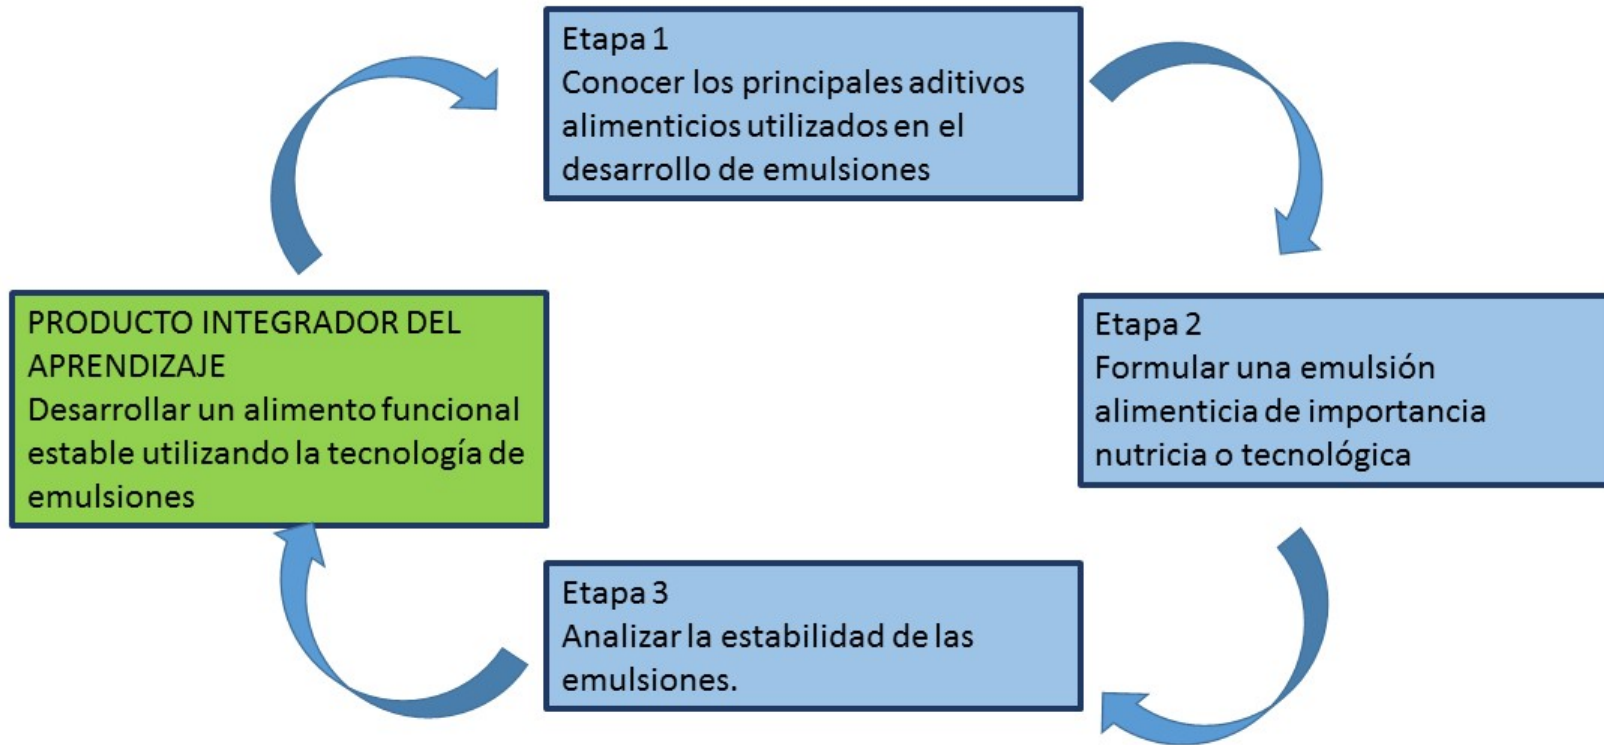 Etapa 1
Conocer los principales aditivos
alimenticios utilizados en el
desarrollo de emulsiones
PRODUCTO INTEGRADOR DEL
APRENDIZAJE
Desarrollar un alimento funcional
estable utilizando la tecnología de
emulsiones
Etapa 2
Formular una emulsión
alimenticia de importancia
nutricia o tecnológica
Etapa 3
Analizar la estabilidad de las
emulsiones.